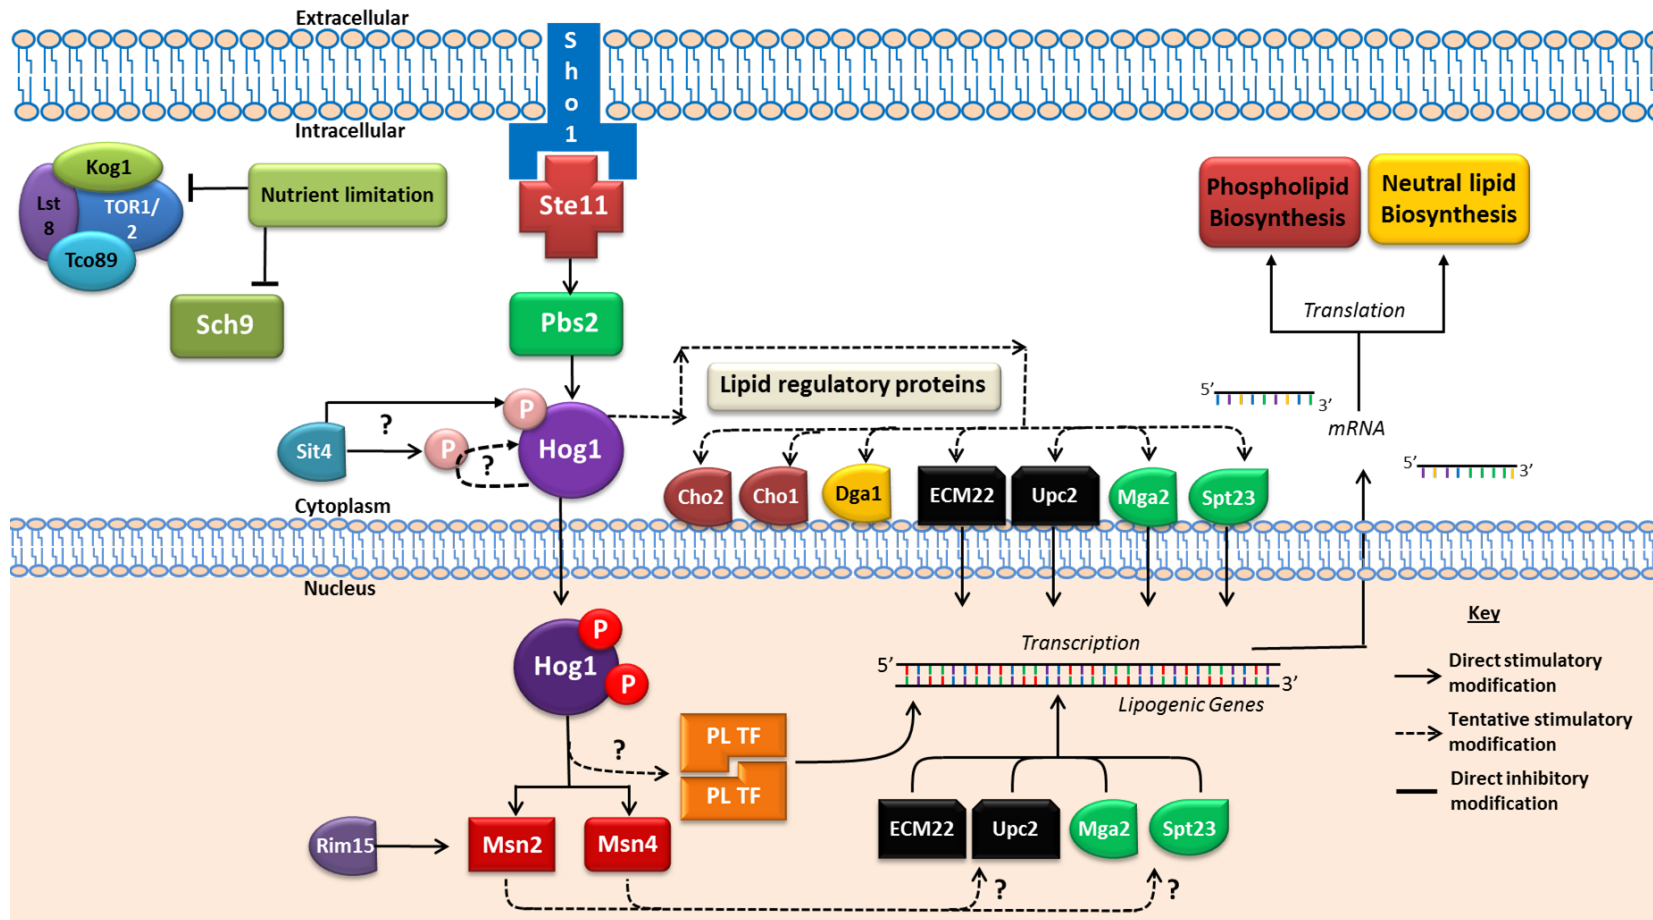 Extracellular
S
h
o
1
Intracellular
Kog1
Lst
8
TOR1/
2
Tco89
Nutrient limitation
Sch9
Ste11
Pbs2
Phospholipid
Biosynthesis
Neutral lipid
Biosynthesis
Translation
Lipid regulatory proteins
5’
3’
mRNA
5’ 3’
Sit4
?
P
P
?
Hog1
Cho2
Cho1
Dga1
ECM22
Upc2
Mga2
Spt23
Cytoplasm
Nucleus
Hog1
P
P
Transcription
5’
3’
Lipogenic Genes
?
PL TF
PL TF
Rim15
Msn2
Msn4
ECM22
Upc2
Mga2
Spt23
?
?
Key
Direct stimulatory
modification
Tentative stimulatory
modification
Direct inhibitory
modification